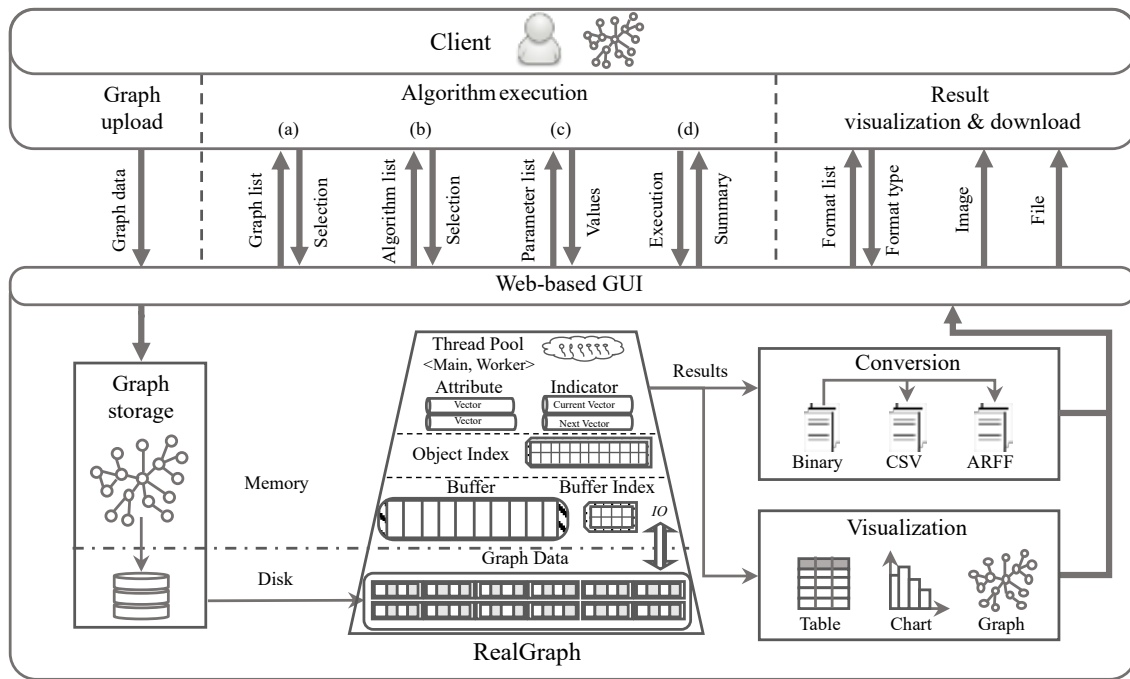 Client
Graph
upload
Algorithm execution
Result
visualization & download
(a)
(b)
(c)
(d)
Graph data
Graph list
Selection
Algorithm list
Selection
Parameter list
Values
Execution
Summary
Format list
Format type
Image
File
Web-based GUI
Graph
storage
Memory
Disk
Thread Pool
<Main, Worker>
Attribute
Indicator
Vector
Current Vector
Vector
Next Vector
Object Index
Buffer
Buffer Index
IO
Graph Data
RealGraph
Results
Conversion
Binary
CSV
ARFF
Visualization
Table
Chart
Graph